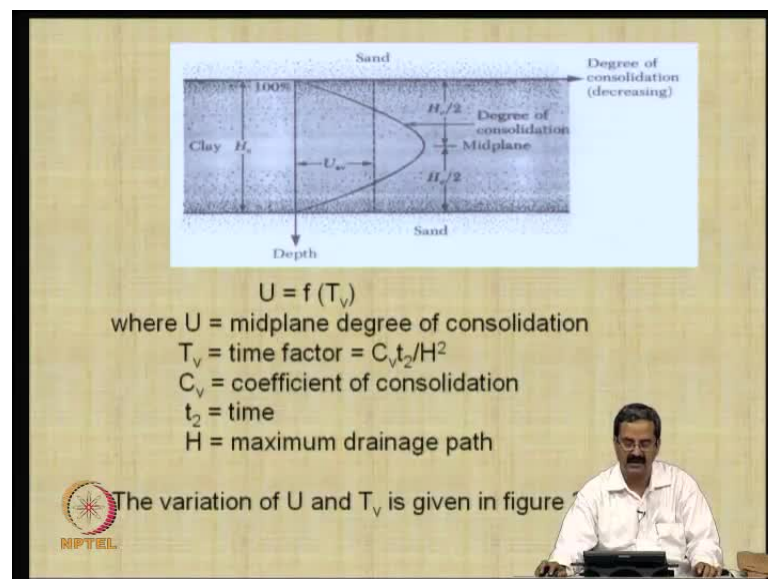 Sand
Degree of
consolidation
(decreasing)
100%
H_c/2
Degree of
consolidation
Clay H_c
Midplane
U_av
H_c/2
Sand
Depth
U = f (T_v)
where U = midplane degree of consolidation
T_v = time factor = C_vt_2/H²
C_v = coefficient of consolidation
t_2 = time
H = maximum drainage path
The variation of U and T_v is given in figure
NPTEL